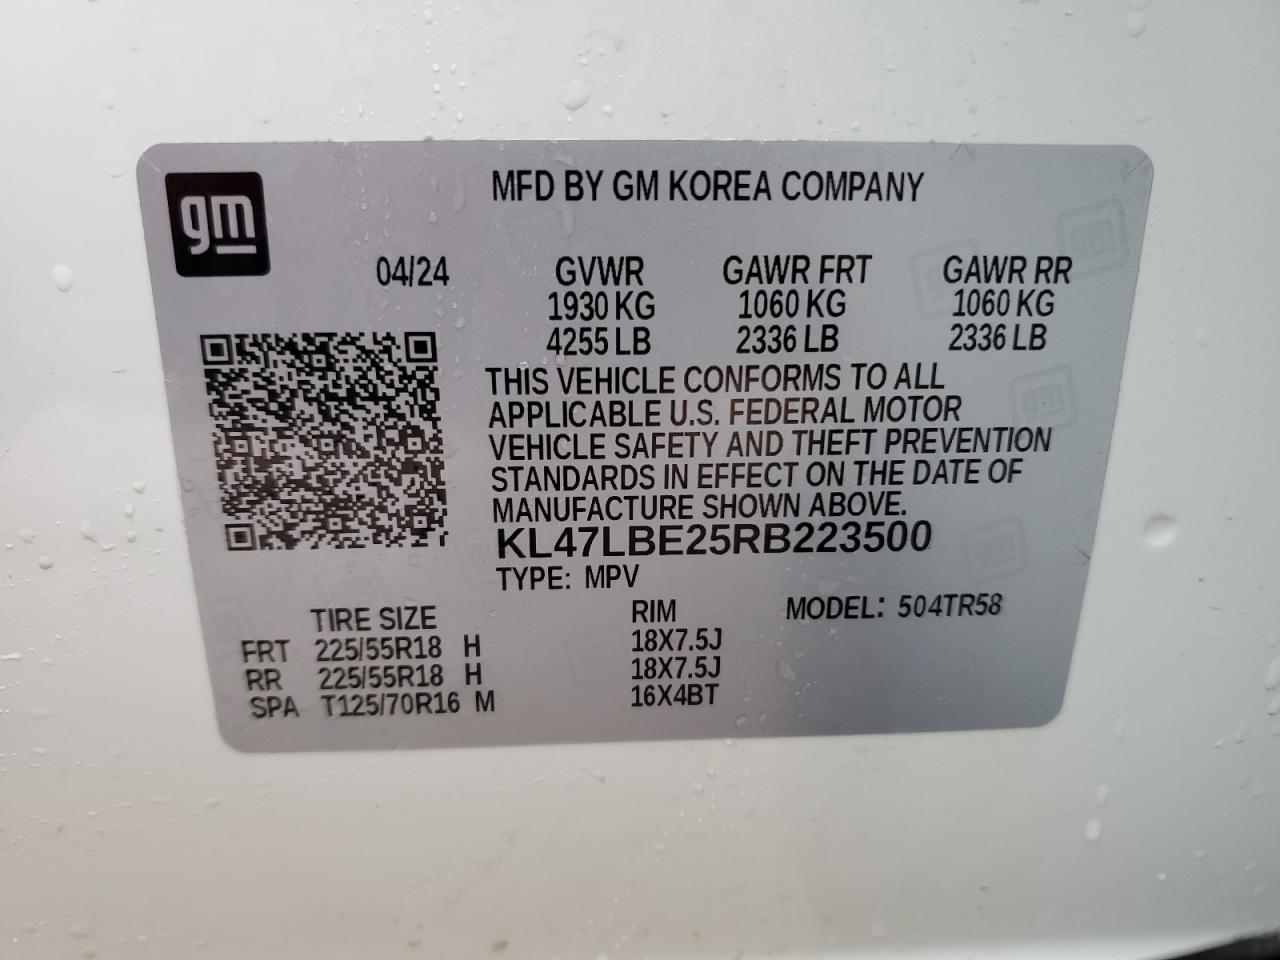 gm
MFD BY GM KOREA COMPANY
04/24 GVWR GAWR FRT GAWR RR
1930 KG 1060 KG 1060 KG
4255 LB 2336 LB 2336 LB
THIS VEHICLE CONFORMS TO ALL
APPLICABLE U.S. FEDERAL MOTOR
VEHICLE SAFETY AND THEFT PREVENTION
STANDARDS IN EFFECT ON THE DATE OF
MANUFACTURE SHOWN ABOVE.
KL47LBE25RB223500
TYPE: MPV
TIRE SIZE RIM MODEL: 504TR58
FRT 225/55R18 H 18X7.5J
RR 225/55R18 H 18X7.5J
SPA T125/70R16 M 16X4BT